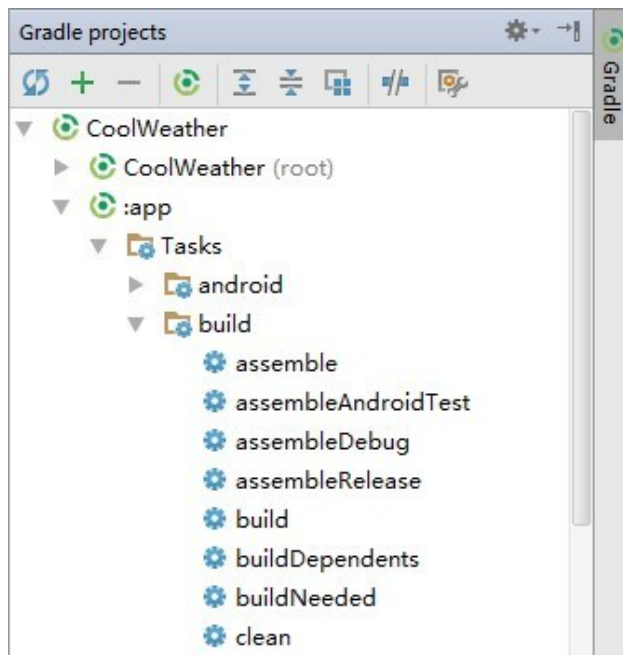 Gradle projects
Gradle
CoolWeather
CoolWeather (root)
:app
Tasks
android
build
assemble
assembleAndroidTest
assembleDebug
assembleRelease
build
buildDependents
buildNeeded
clean